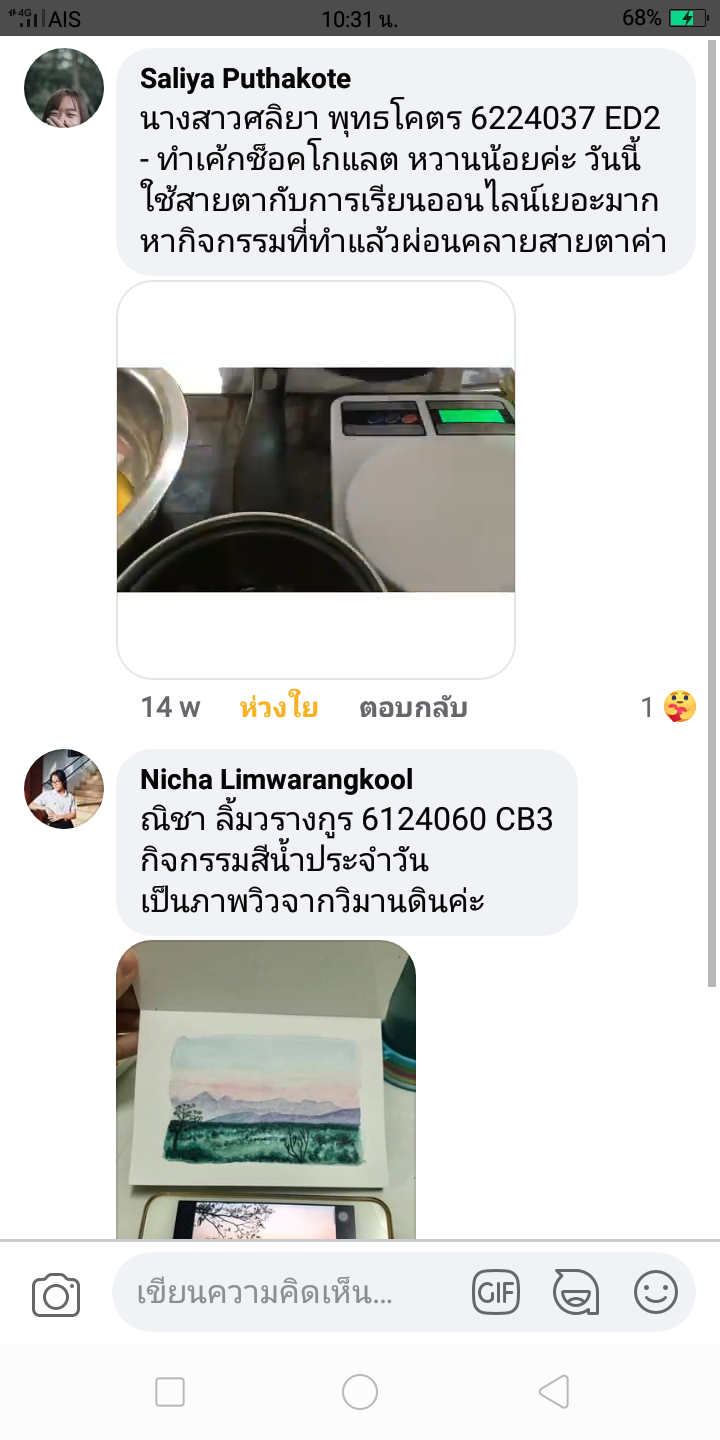 4G AIS 10:31 น. 68%
Saliya Puthakote
นางสาวศลิยา พุทธโคตร 6224037 ED2
- ทำเค้กช็อคโกแลต หวานน้อยค่ะ วันนี้
ใช้สายตากับการเรียนออนไลน์เยอะมาก
หากิจกรรมที่ทำแล้วผ่อนคลายสายตาค่า
14 w ห่วงใย ตอบกลับ 1
Nicha Limwarangkool
ณิชา ลิ้มวรางกูร 6124060 CB3
กิจกรรมสีน้ำประจำวัน
เป็นภาพวิวจากวิมานดินค่ะ
เขียนความคิดเห็น... GIF